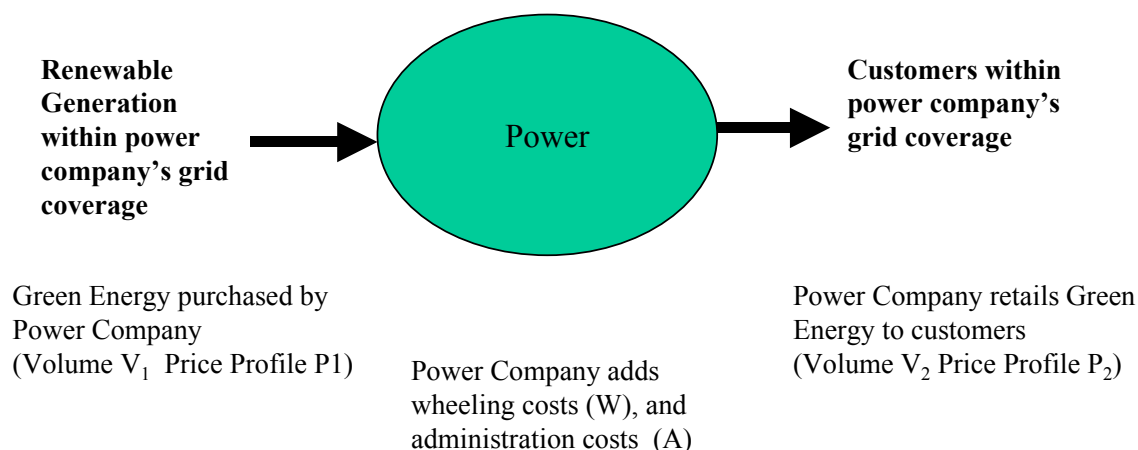 Renewable
Generation
within power
company's grid
coverage
Power
Customers within
power company's
grid coverage
Green Energy purchased by
Power Company
(Volume V₁ Price Profile P1)
Power Company adds
wheeling costs (W), and
administration costs (A)
Power Company retails Green
Energy to customers
(Volume V₂ Price Profile P₂)